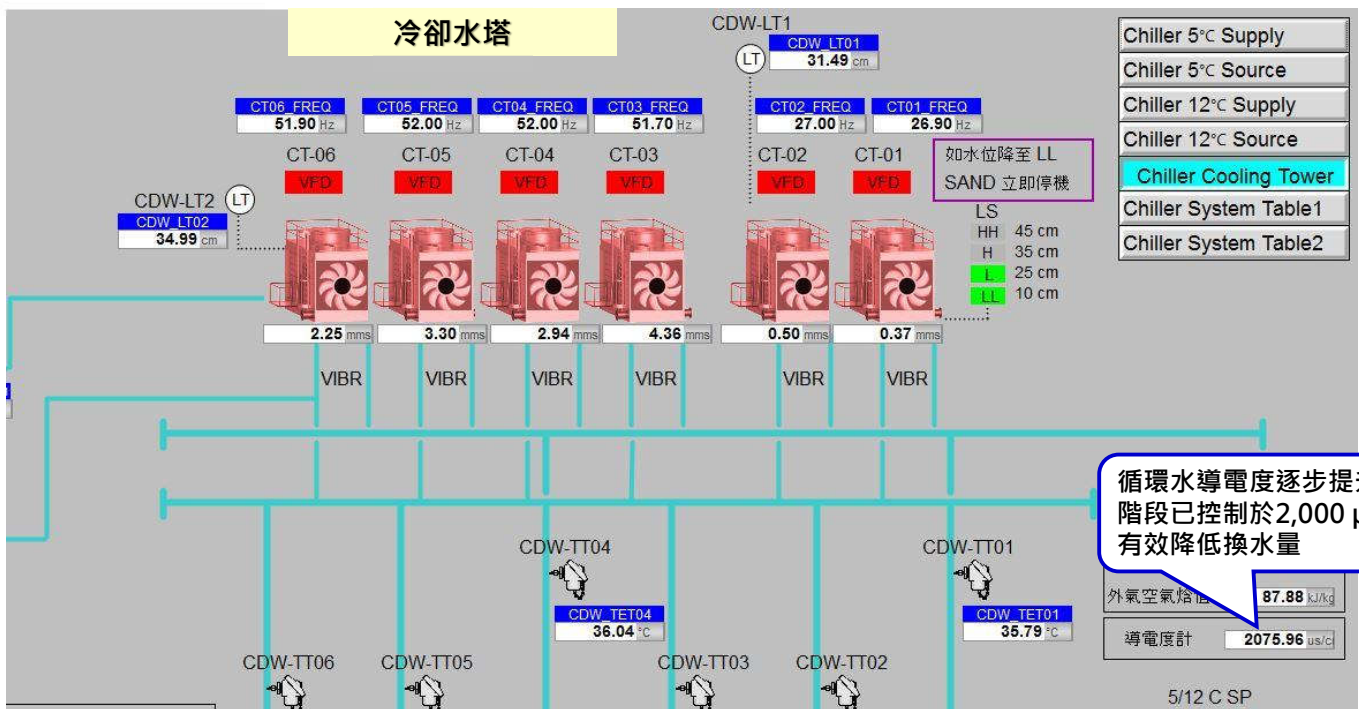 冷卻水塔
CDW-LT1
CDW_LT01
LT
31.49 cm
Chiller 5℃ Supply
Chiller 5℃ Source
Chiller 12℃ Supply
Chiller 12℃ Source
Chiller Cooling Tower
Chiller System Table1
Chiller System Table2
CT06_FREQ CT05_FREQ CT04_FREQ CT03_FREQ CT02_FREQ CT01_FREQ
51.90 Hz 52.00 Hz 52.00 Hz 51.70 Hz 27.00 Hz 26.90 Hz
CT-06 CT-05 CT-04 CT-03 CT-02 CT-01
VFD VFD VFD VFD VFD VFD
如水位降至 LL
SAND 立即停機
CDW-LT2 LT
CDW_LT02
34.99 cm
LS
HH 45 cm
H 35 cm
L 25 cm
LL 10 cm
2.25 mms 3.30 mms 2.94 mms 4.36 mms 0.50 mms 0.37 mms
VIBR VIBR VIBR VIBR VIBR VIBR
循環水導電度逐步提
階段已控制於2,000 μ
有效降低換水量
CDW-TT04 CDW-TT01
CDW_TET04 CDW_TET01
36.04 °C 35.79 °C
外氣空氣焓值 87.88 kJ/kg
導電度計 2075.96 us/c
CDW-TT06 CDW-TT05 CDW-TT03 CDW-TT02
5/12 C SP